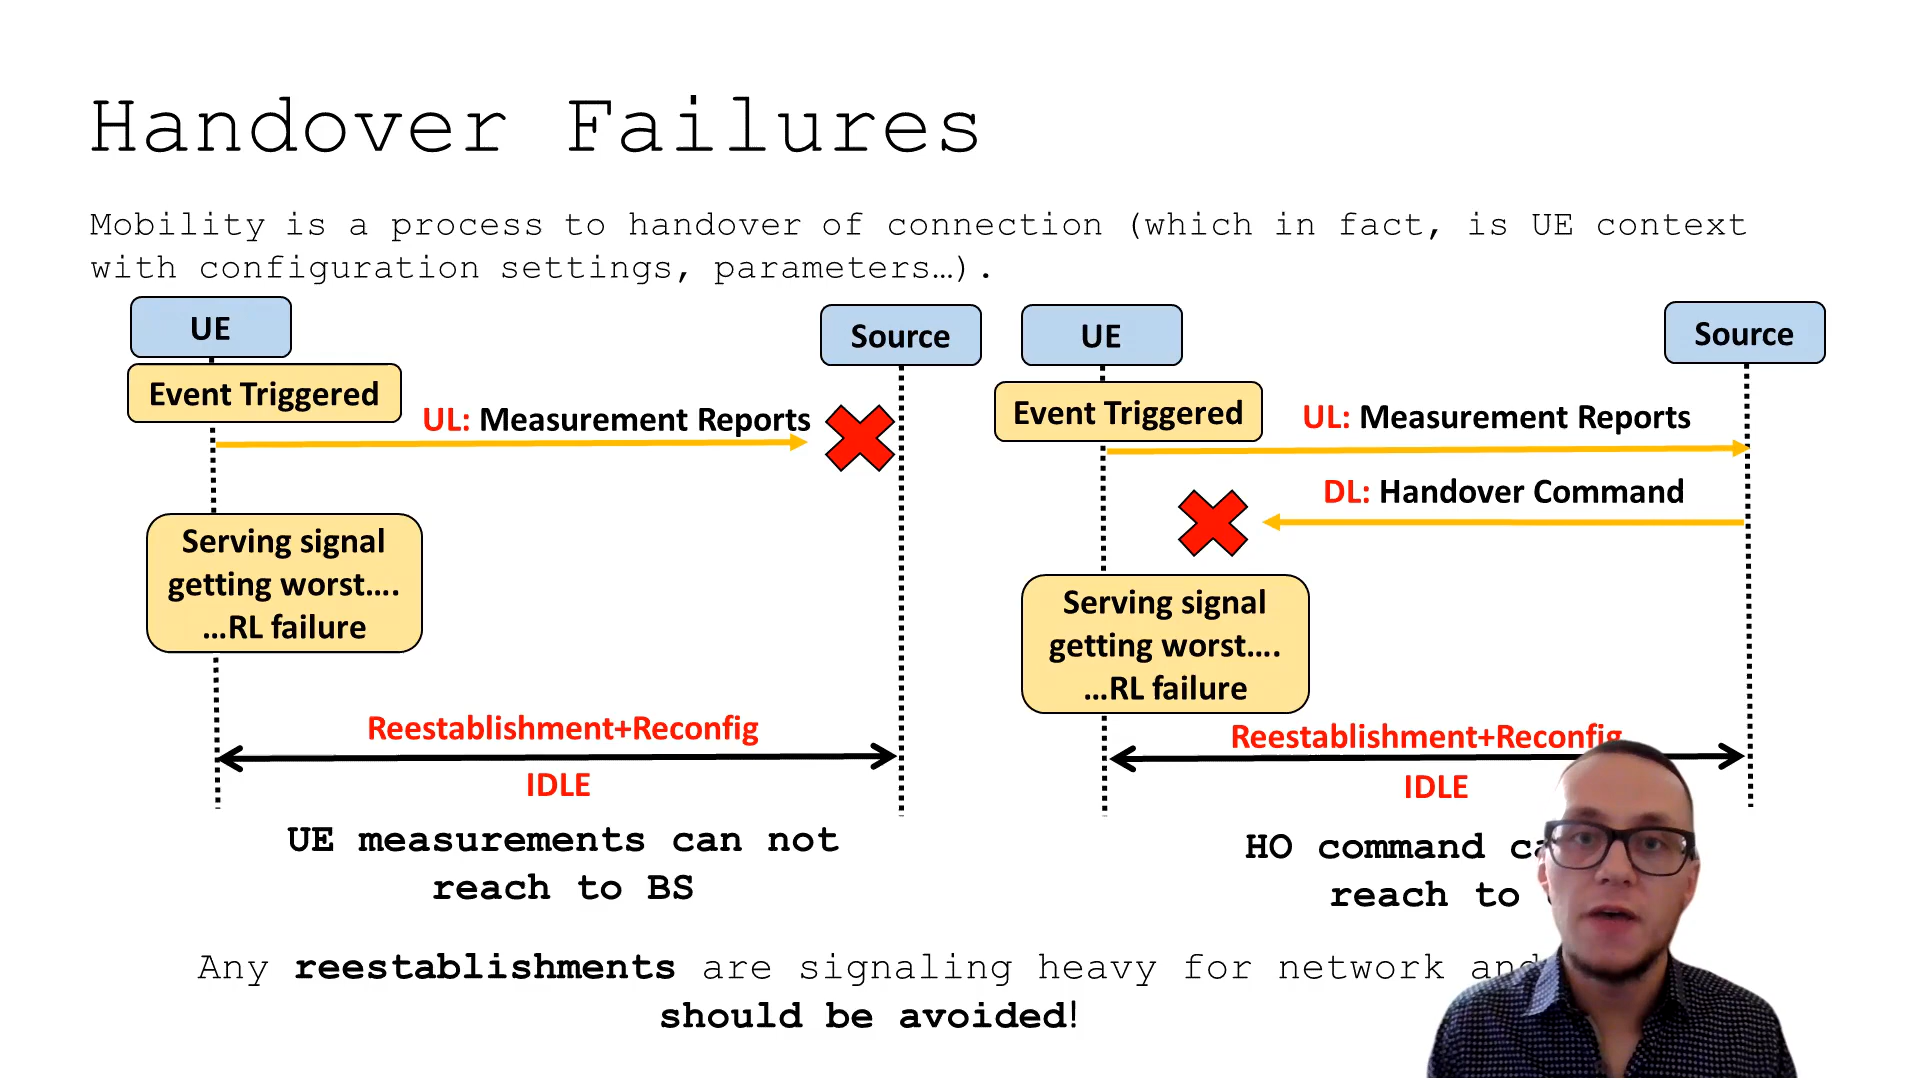 Handover Failures
Mobility is a process to handover of connection (which in fact, is UE context
with configuration settings, parameters…).
UE
Source
Event Triggered
UL: Measurement Reports
Serving signal
getting worst….
…RL failure
Reestablishment+Reconfig
IDLE
UE measurements can not
reach to BS
UE
Source
Event Triggered
UL: Measurement Reports
DL: Handover Command
Serving signal
getting worst….
…RL failure
Reestablishment+Reconfig
IDLE
HO command
reach to
Any reestablishments are signaling heavy for network and
should be avoided!